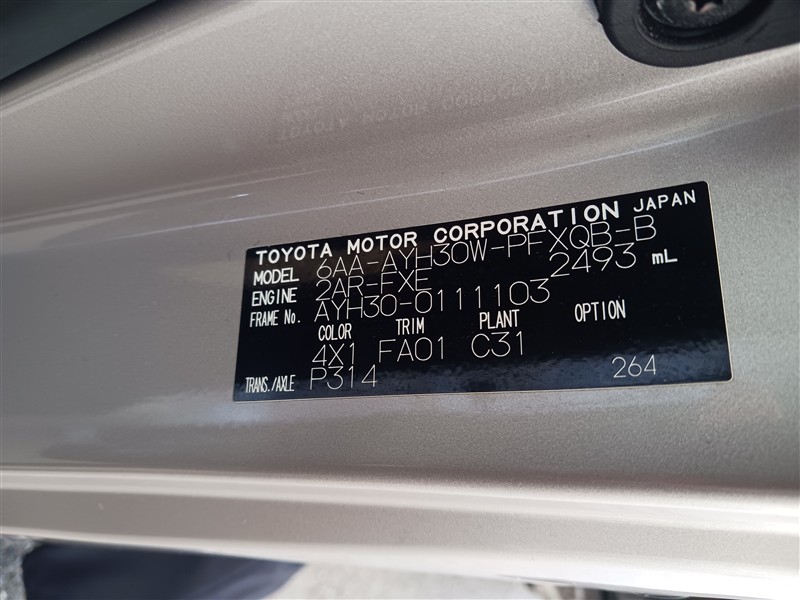 TOYOTA MOTOR CORPORATION JAPAN
MODEL 6AA-AYH30W-PFXQB-B
ENGINE 2AR-FXE 2493 mL
FRAME No. AYH30-0111103
COLOR TRIM PLANT OPTION
4X1 FA01 C31
TRANS./AXLE P314 264